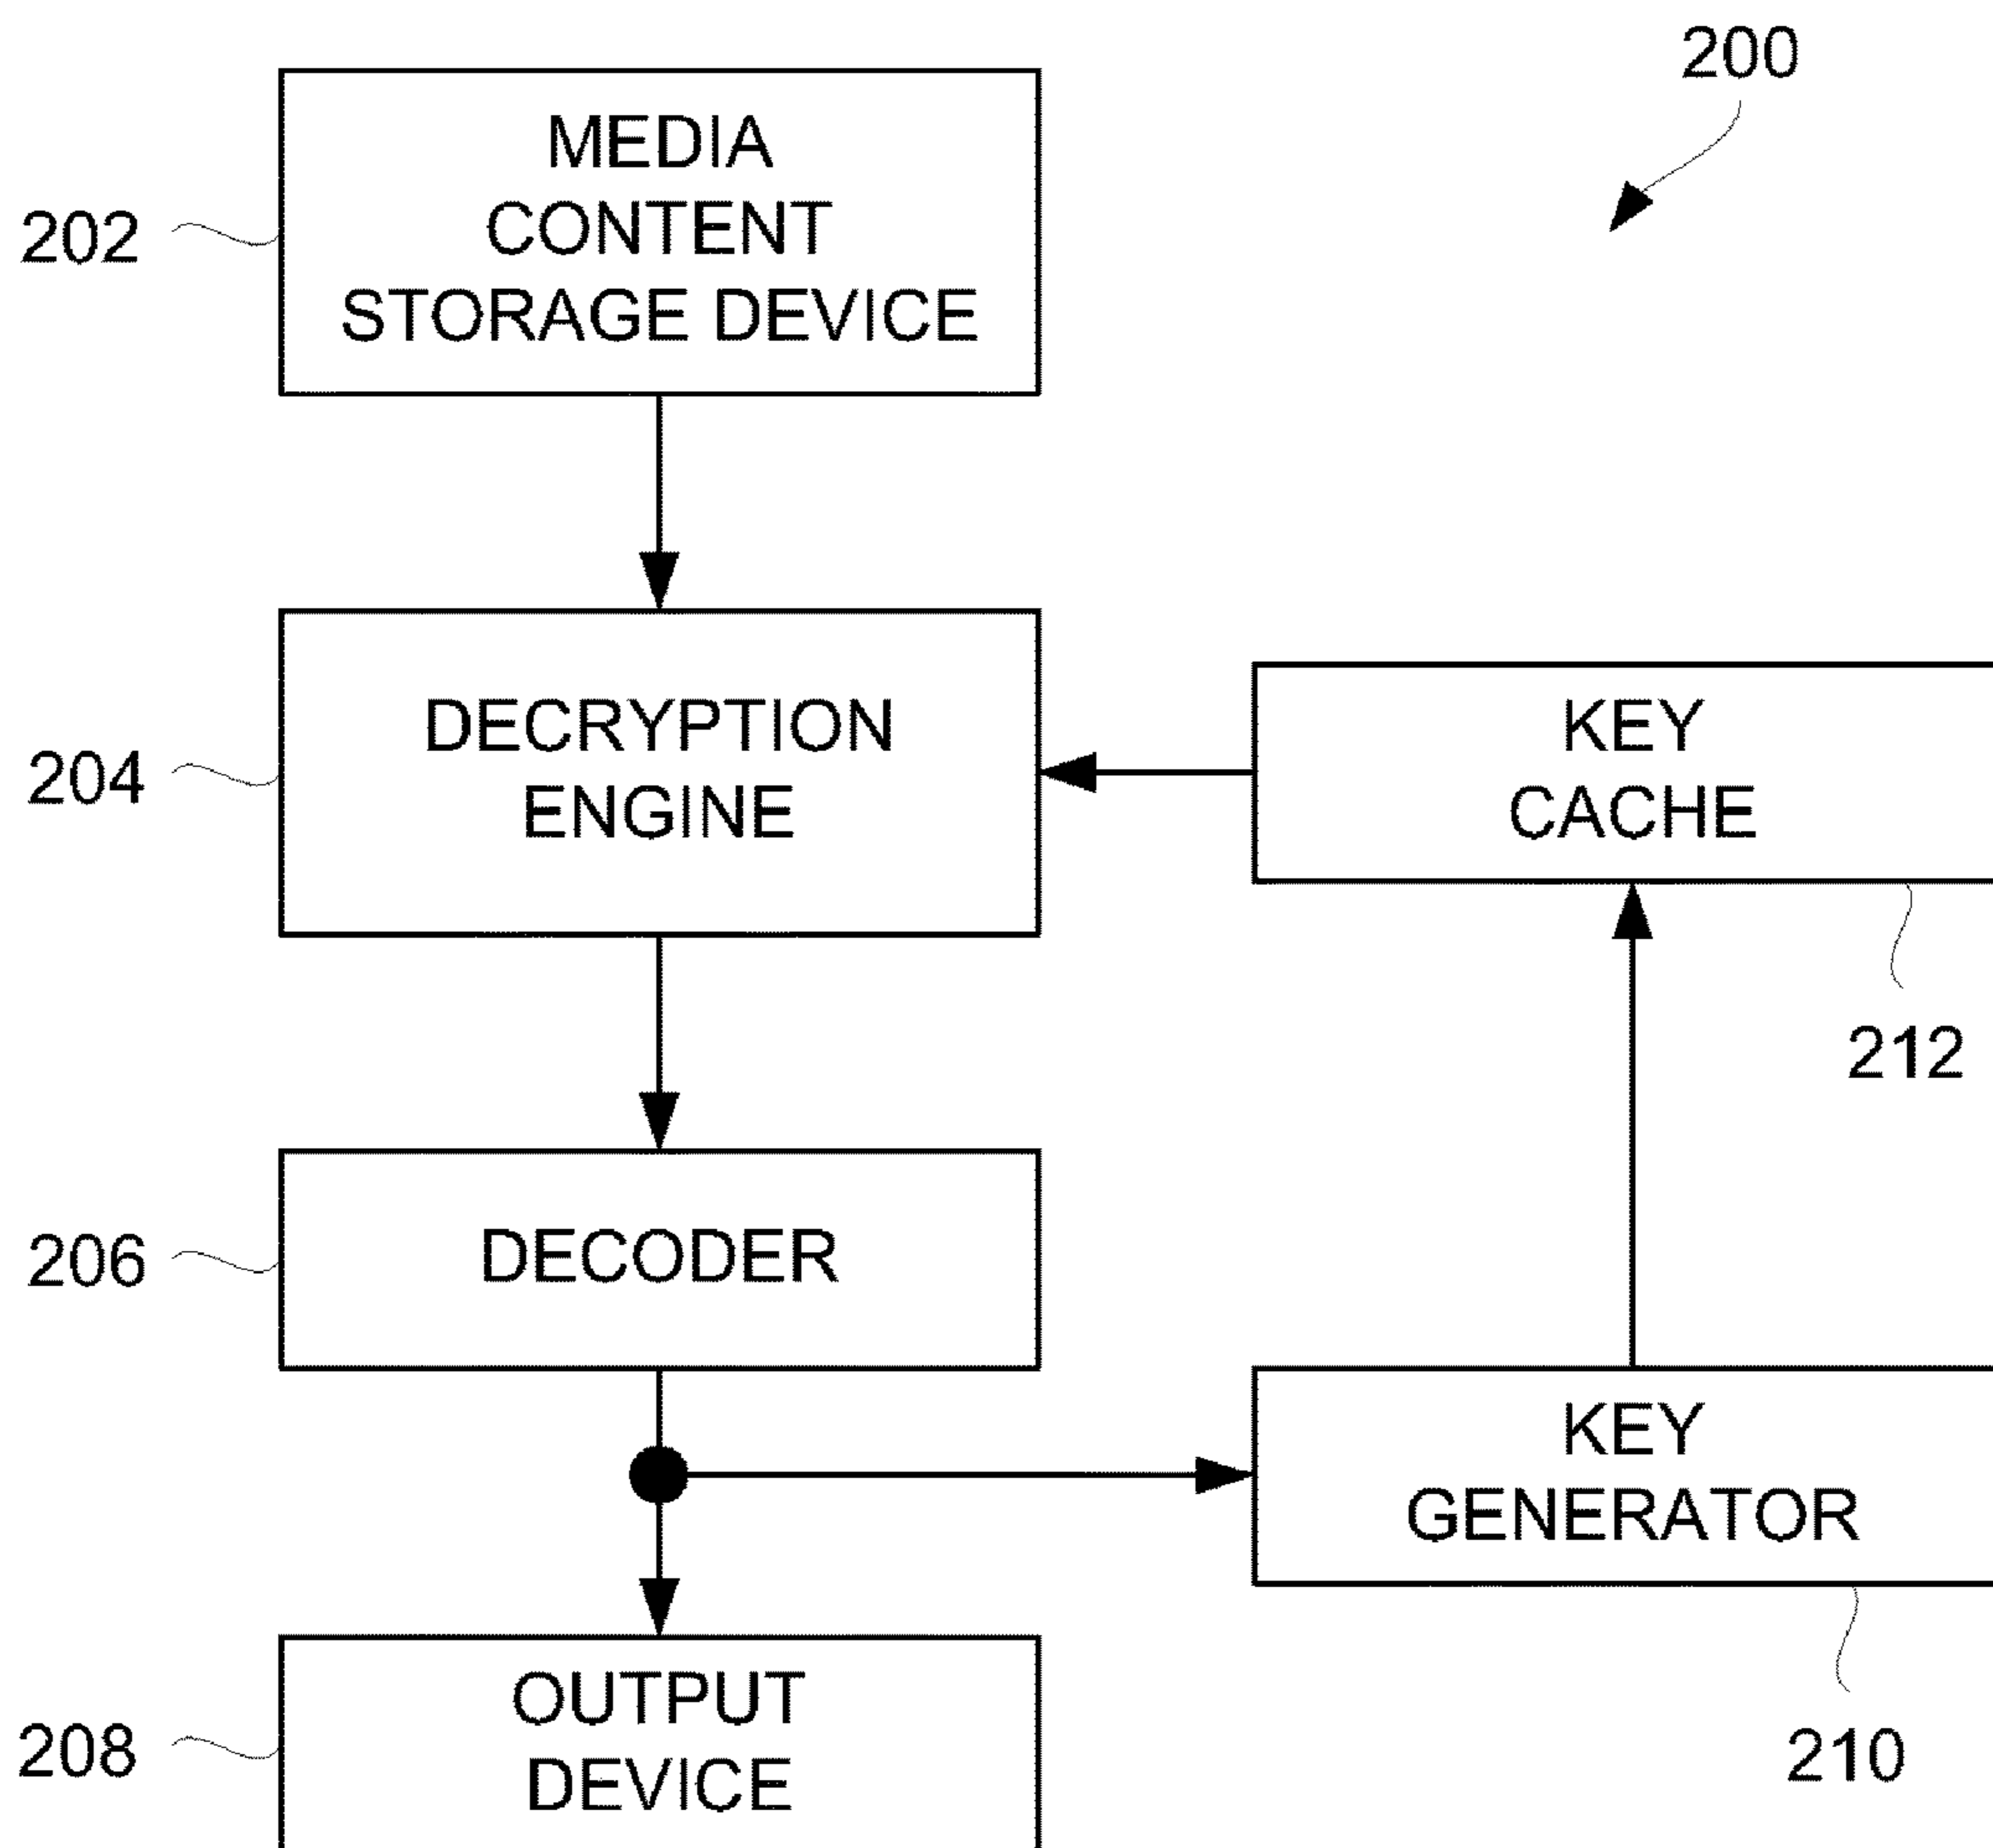 200
MEDIA
CONTENT
STORAGE DEVICE
202
DECRYPTION
ENGINE
204
KEY
CACHE
212
DECODER
206
KEY
GENERATOR
210
OUTPUT
DEVICE
208